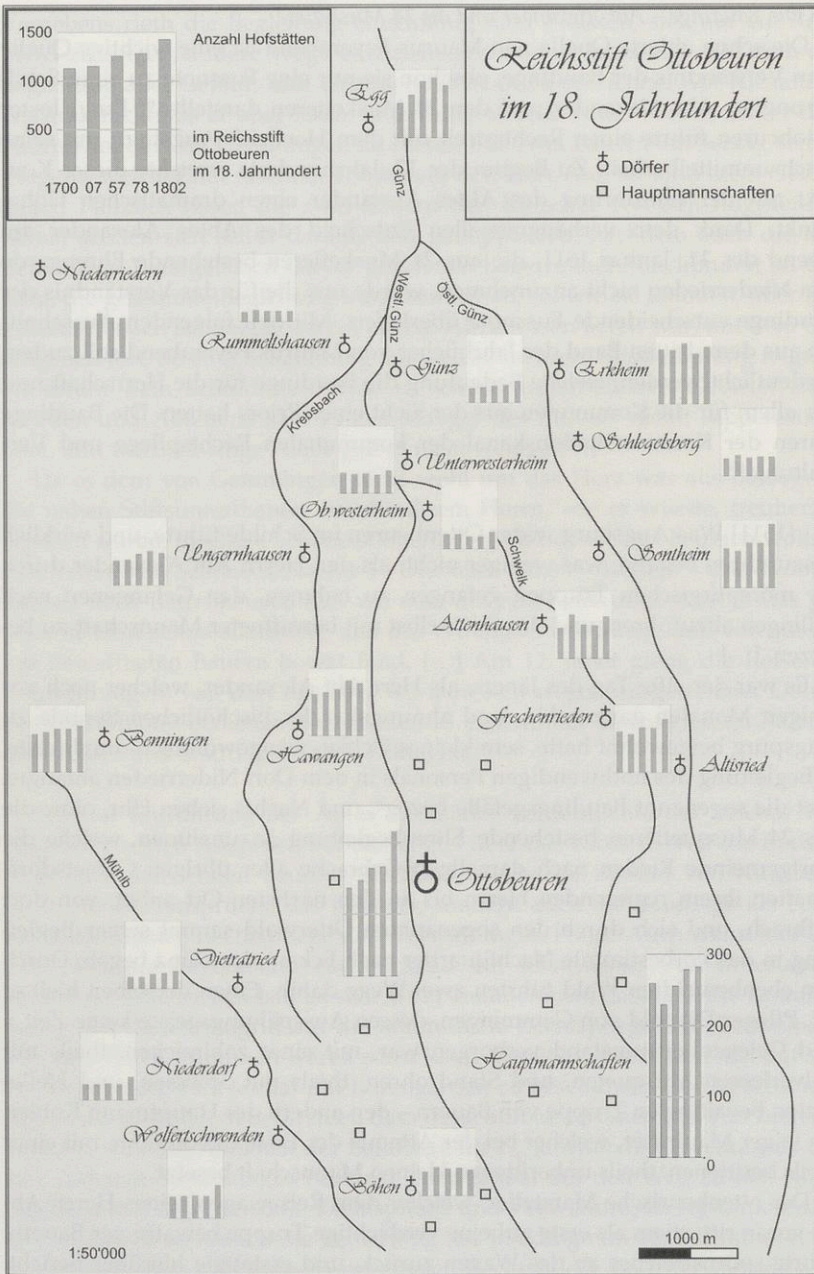 1500
1000
500
Anzahl Hofstätten
im Reichsstift
Ottobeuren
im 18. Jahrhundert
1700 07 57 78 1802
Reichsstift Ottobeuren
im 18. Jahrhundert
Dörfer
Hauptmannschaften
Egg
Günz
Niederriedern
Westl. Günz
Östl. Günz
Rummeltshausen
Günz
Erkheim
Krebsbach
Schlegelsberg
Unterwesterheim
Ob.westerheim
Ungernhausen
Schwelk
Sontheim
Attenhausen
Frechenrieden
Benningen
Hawangen
Altisried
Mühlb
Ottobeuren
300
Dietratried
200
Hauptmannschaften
Niederdorf
100
Wolfertschwenden
0
Böhen
1:50'000
1000 m